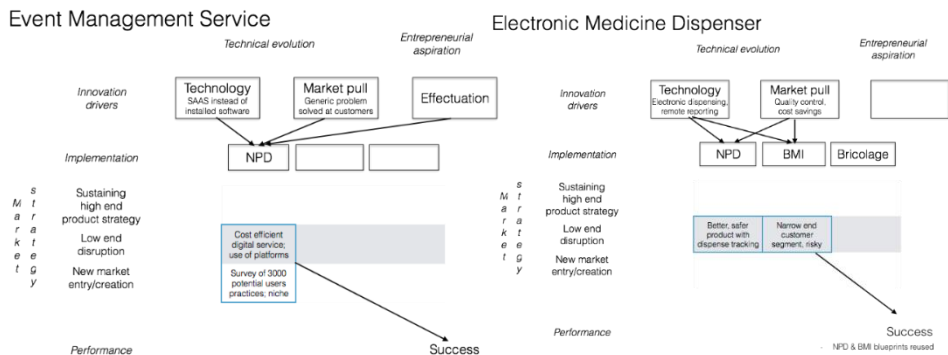 Event Management Service
Technical evolution
Entrepreneurial
aspiration
Innovation
drivers
Technology
SAAS instead of
installed software
Market pull
Generic problem
solved at customers
Effectuation
Implementation
NPD
Market
strategy
Sustaining
high end
product strategy
Low end
disruption
New market
entry/creation
Cost efficient
digital service;
use of platforms
Survey of 3000
potential users
practices; niche
Performance
Success
Electronic Medicine Dispenser
Technical evolution
Entrepreneurial
aspiration
Innovation
drivers
Technology
Electronic dispensing,
remote reporting
Market pull
Quality control,
cost savings
Implementation
NPD
BMI
Bricolage
Market
strategy
Sustaining
high end
product strategy
Low end
disruption
New market
entry/creation
Better, safer
product with
dispense tracking
Narrow end
customer
segment, risky
Performance
Success
· NPD & BMI blueprints reused